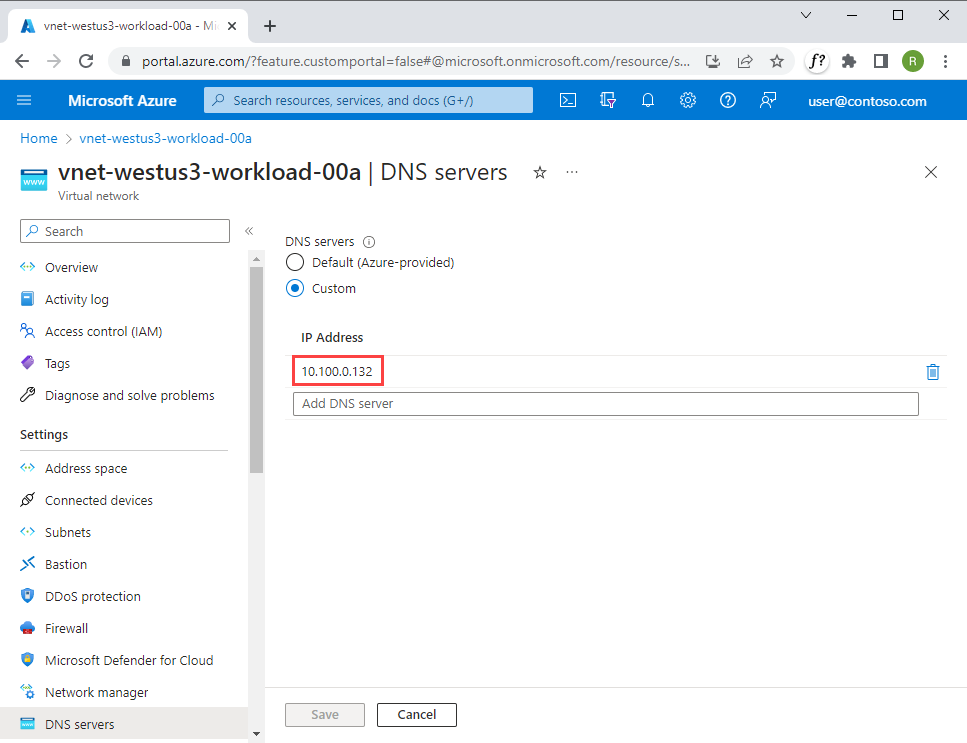 vnet-westus3-workload-00a - Mi
portal.azure.com/?feature.customportal=false#@microsoft.onmicrosoft.com/resource/s...
f?
R
Microsoft Azure
Search resources, services, and docs (G+/)
user@contoso.com
Home > vnet-westus3-workload-00a
www
vnet-westus3-workload-00a | DNS servers
...
Virtual network
Search
«
Overview
Activity log
Access control (IAM)
Tags
Diagnose and solve problems
Settings
Address space
Connected devices
Subnets
Bastion
DDoS protection
Firewall
Microsoft Defender for Cloud
Network manager
DNS servers
DNS servers
Default (Azure-provided)
Custom
IP Address
10.100.0.132
Add DNS server
Save
Cancel